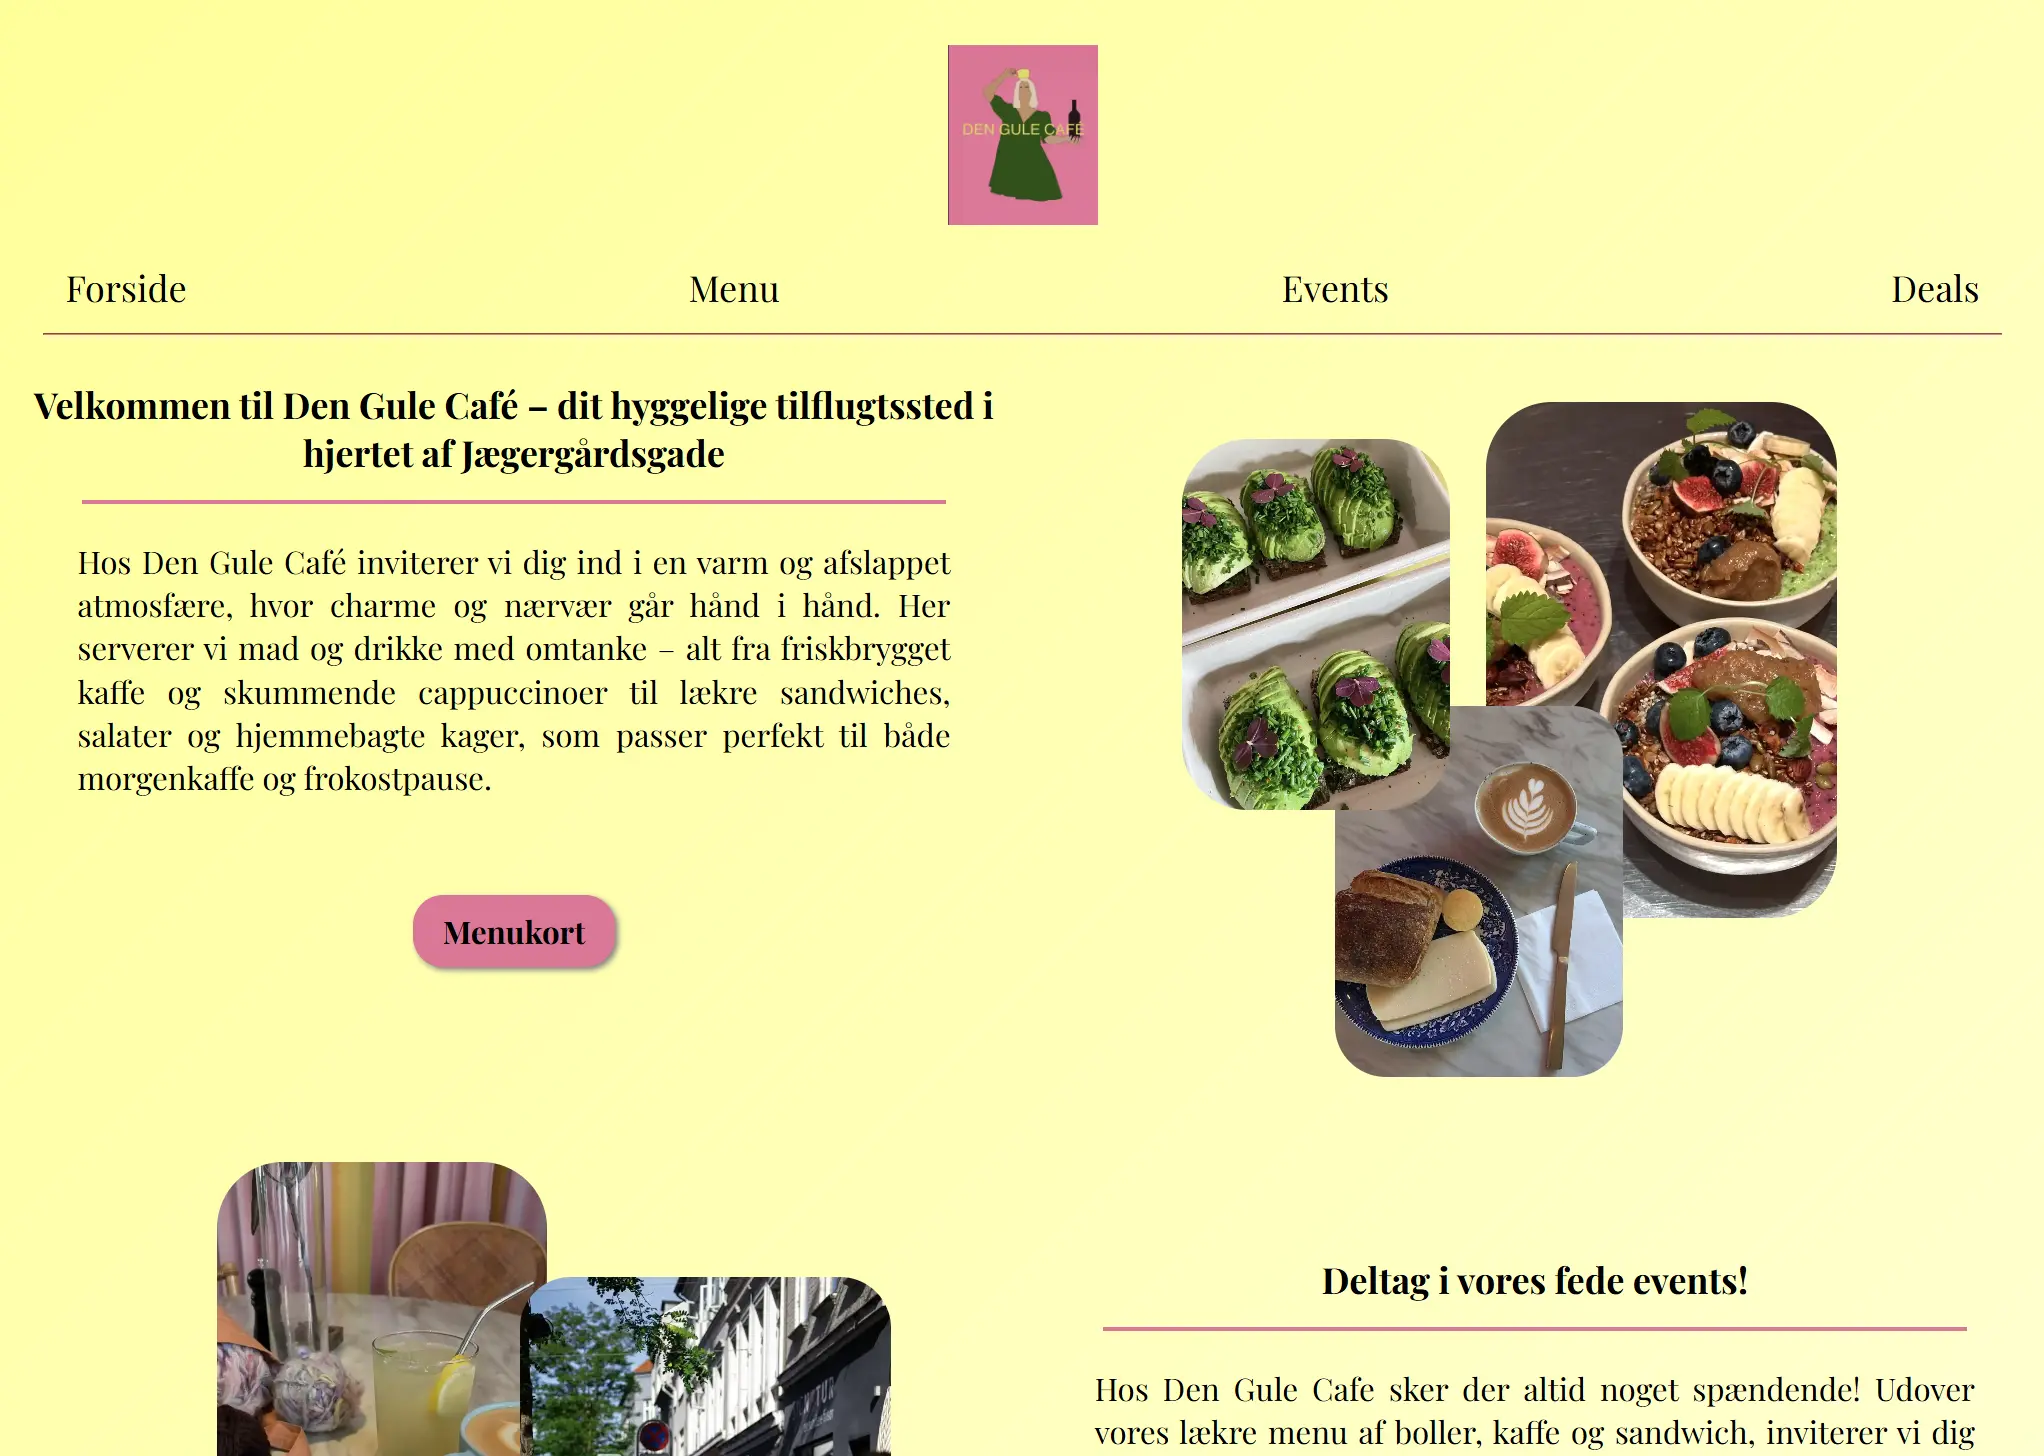 DEN GULE CAFÉ
Forside
Menu
Events
Deals
Velkommen til Den Gule Café – dit hyggelige tilflugtssted i
hjertet af Jægergårdsgade
Hos Den Gule Café inviterer vi dig ind i en varm og afslappet
atmosfære, hvor charme og nærvær går hånd i hånd. Her
serverer vi mad og drikke med omtanke – alt fra friskbrygget
kaffe og skummende cappuccinoer til lækre sandwiches,
salater og hjemmebagte kager, som passer perfekt til både
morgenkaffe og frokostpause.
Menukort
Deltag i vores fede events!
Hos Den Gule Cafe sker der altid noget spændende! Udover
vores lækre menu af boller, kaffe og sandwich, inviterer vi dig